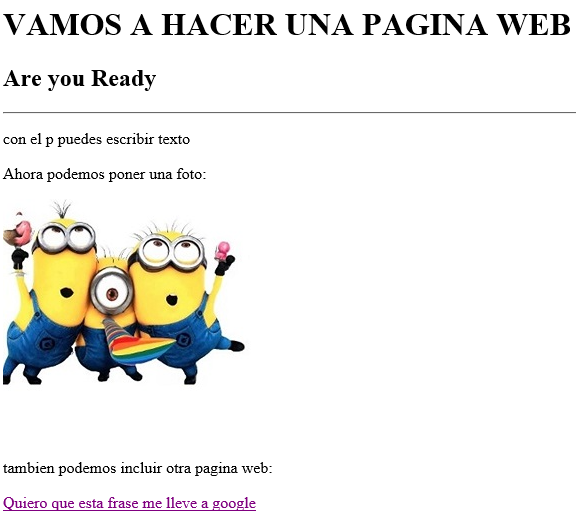 VAMOS A HACER UNA PAGINA WEB
Are you Ready
con el p puedes escribir texto
Ahora podemos poner una foto:
tambien podemos incluir otra pagina web:
Quiero que esta frase me lleve a google